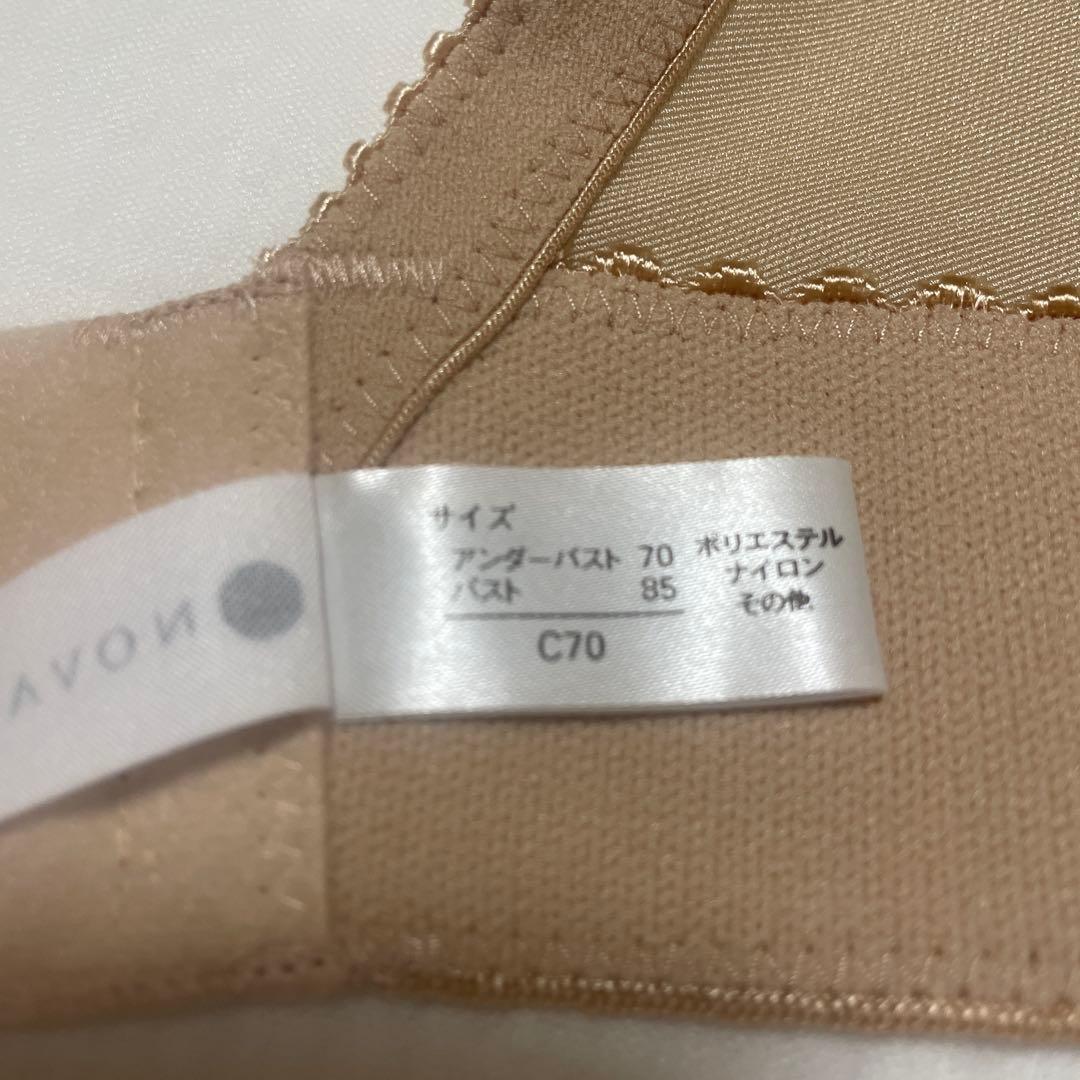 AVON
サイズ
アンダーバスト 70
バスト 85
C70
ポリエステル
ナイロン
その他